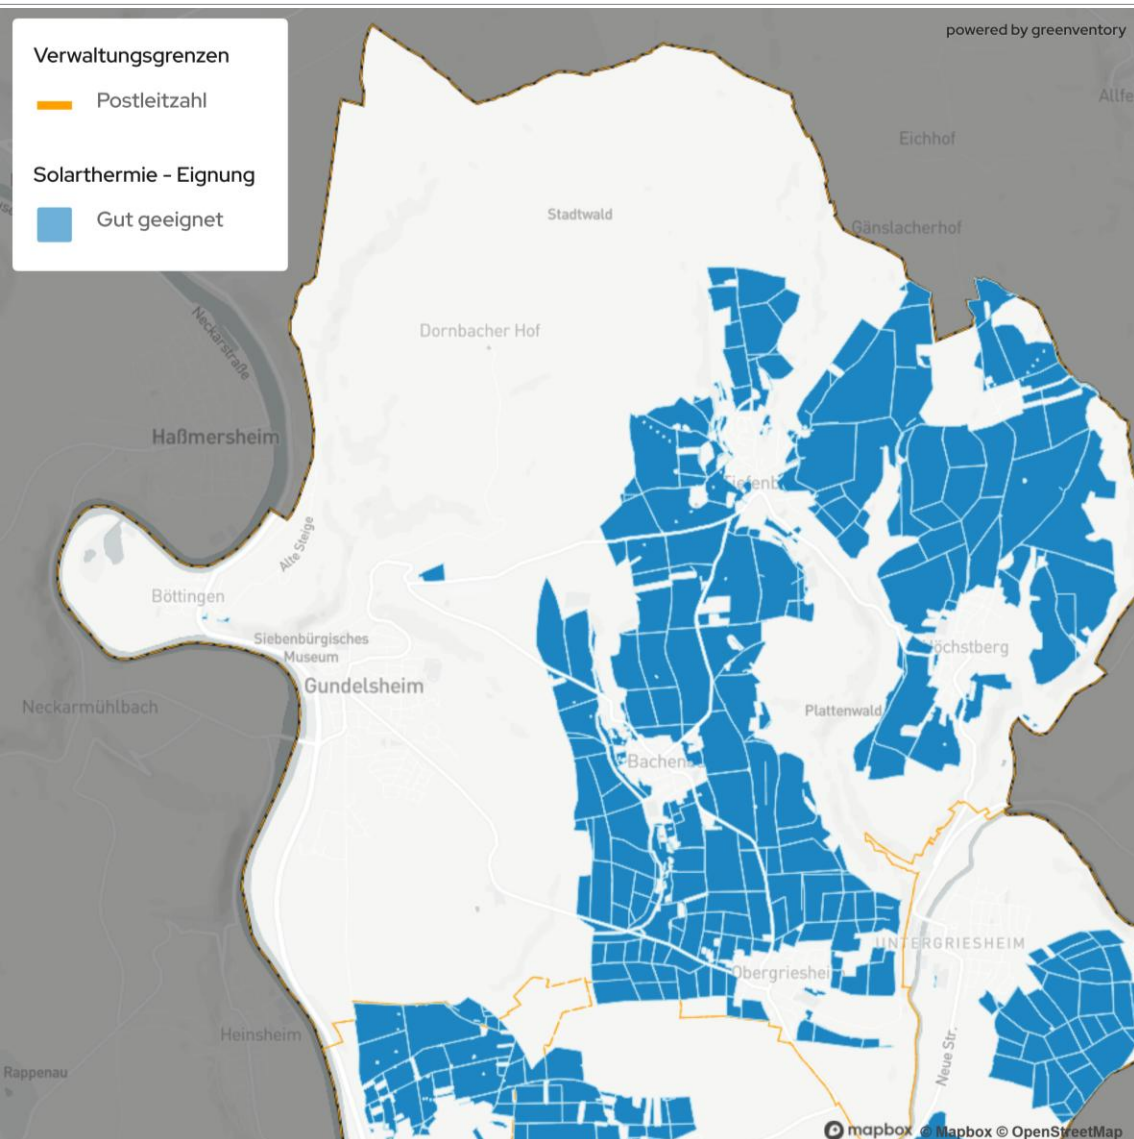 powered by greenventory
Verwaltungsgrenzen
Postleitzahl
Solarthermie - Eignung
Gut geeignet
Eichhof
Stadtwald
Gänslacherhof
Neckarstraße
Dornbacher Hof
Haßmersheim
Alte Steige
Böttingen
Siebenbürgisches
Museum
Gundelsheim
Neckarmühlbach
Plattenwald
UNTERGRIESHEIM
Heinsheim
Neue Str.
Rappenau
mapbox © Mapbox © OpenStreetMap